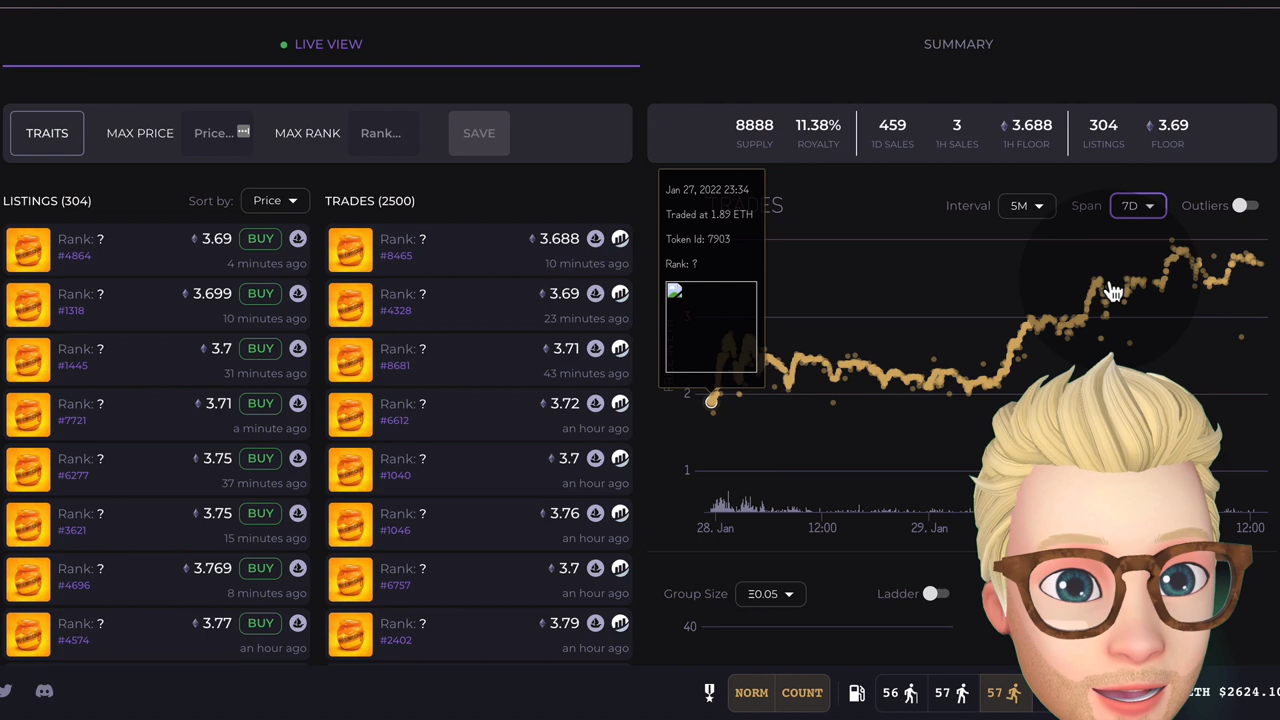 LIVE VIEW
SUMMARY
TRAITS
MAX PRICE
Price...
MAX RANK
Rank...
SAVE
8888
SUPPLY
11.38%
ROYALTY
459
1D SALES
3
1H SALES
3.688
1H FLOOR
304
LISTINGS
3.69
FLOOR
LISTINGS (304)
Sort by:
Price
Rank: ?
#4864
3.69
BUY
4 minutes ago
Rank: ?
#1318
3.699
BUY
10 minutes ago
Rank: ?
#1445
3.7
BUY
31 minutes ago
Rank: ?
#7721
3.71
BUY
a minute ago
Rank: ?
#6277
3.75
BUY
37 minutes ago
Rank: ?
#3621
3.75
BUY
15 minutes ago
Rank: ?
#4696
3.769
BUY
8 minutes ago
Rank: ?
#4574
3.77
BUY
an hour ago
TRADES (2500)
Rank: ?
#8465
3.688
10 minutes ago
Rank: ?
#4328
3.69
23 minutes ago
Rank: ?
#8681
3.71
43 minutes ago
Rank: ?
#6612
3.72
an hour ago
Rank: ?
#1040
3.7
an hour ago
Rank: ?
#1046
3.76
an hour ago
Rank: ?
#6757
3.7
an hour ago
Rank: ?
#2402
3.79
an hour ago
TRADES
Interval
5M
Span
7D
Outliers
Jan 27, 2022 23:34
Traded at 1.89 ETH
Token Id: 7903
Rank: ?
3
2
1
28. Jan
12:00
29. Jan
12:00
Group Size
Ξ0.05
Ladder
40
NORM
COUNT
56
57
57
ETH $2624.10